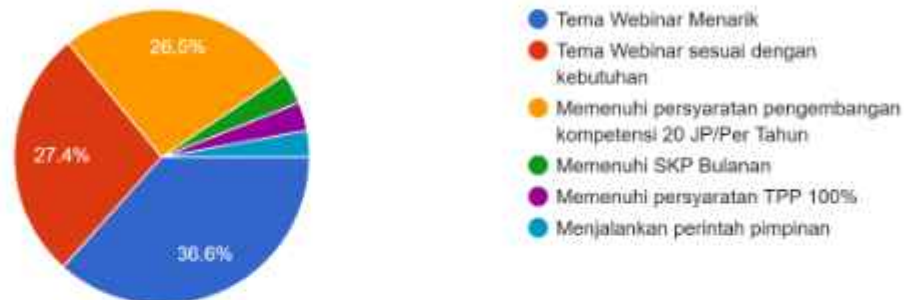 26.5%
27.4%
36.6%
Tema Webinar Menarik
Tema Webinar sesuai dengan
kebutuhan
Memenuhi persyaratan pengembangan
kompetensi 20 JP/Per Tahun
Memenuhi SKP Bulanan
Memenuhi persyaratan TPP 100%
Menjalankan perintah pimpinan